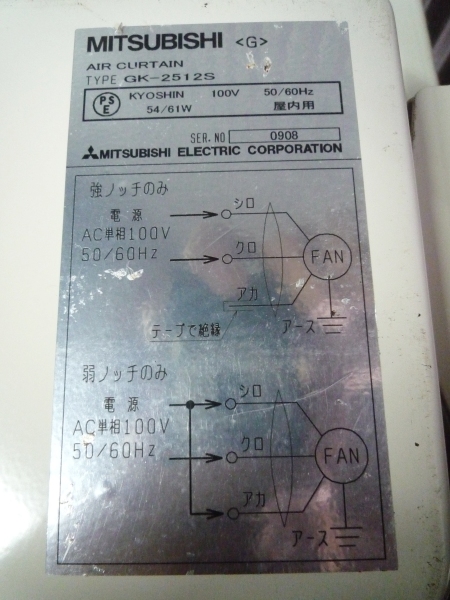 MITSUBISHI <G>
AIR CURTAIN
TYPE GK-2512S
PS E KYOSHIN 100V 50/60Hz
54/61W 屋内用
SER.NO 0908
MITSUBISHI ELECTRIC CORPORATION
強ノッチのみ
シロ
電源
AC単相100V
50/60Hz
クロ
FAN
アカ
テープで絶縁
アース
弱ノッチのみ
シロ
電源
AC単相100V
50/60Hz
クロ
FAN
アカ
アース